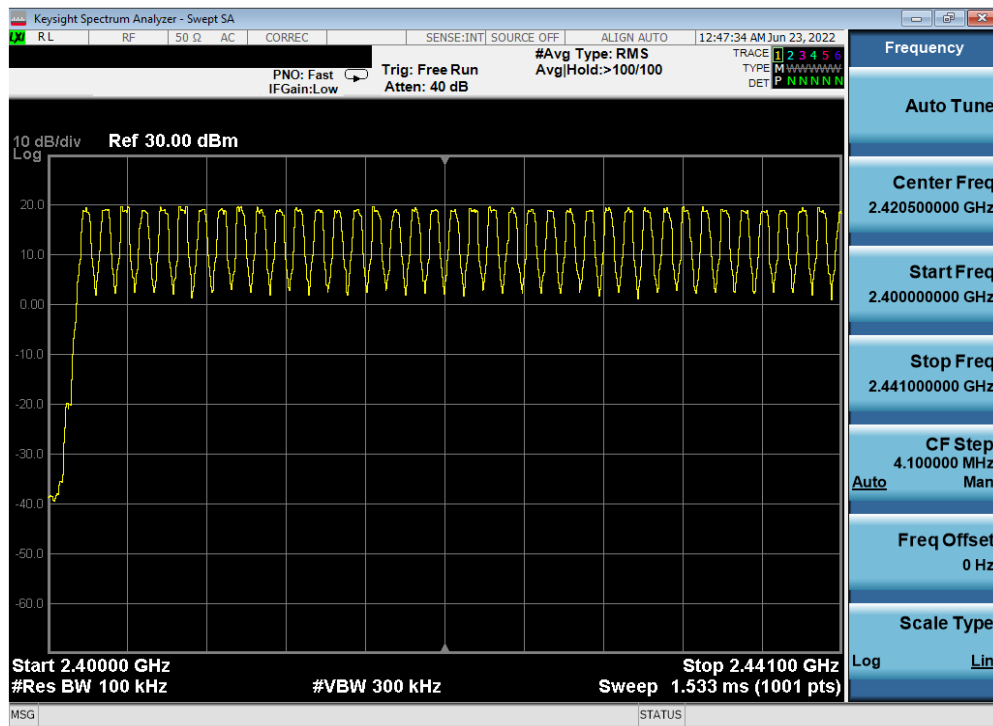 Keysight Spectrum Analyzer - Swept SA
LXI RL RF 50 Ω AC CORREC SENSE:INT SOURCE OFF ALIGN AUTO 12:47:34 AM Jun 23, 2022
PNO: Fast
IFGain:Low
Trig: Free Run
Atten: 40 dB
#Avg Type: RMS
Avg|Hold:>100/100
TRACE 1 2 3 4 5 6
TYPE M WWWWW
DET P N N N N N
10 dB/div
Log
Ref 30.00 dBm
20.0
10.0
0.00
-10.0
-20.0
-30.0
-40.0
-50.0
-60.0
Start 2.40000 GHz
Stop 2.44100 GHz
#Res BW 100 kHz
#VBW 300 kHz
Sweep 1.533 ms (1001 pts)
MSG
STATUS
Frequency
Auto Tune
Center Freq
2.420500000 GHz
Start Freq
2.400000000 GHz
Stop Freq
2.441000000 GHz
CF Step
4.100000 MHz
Auto Man
Freq Offset
0 Hz
Scale Type
Log Lin